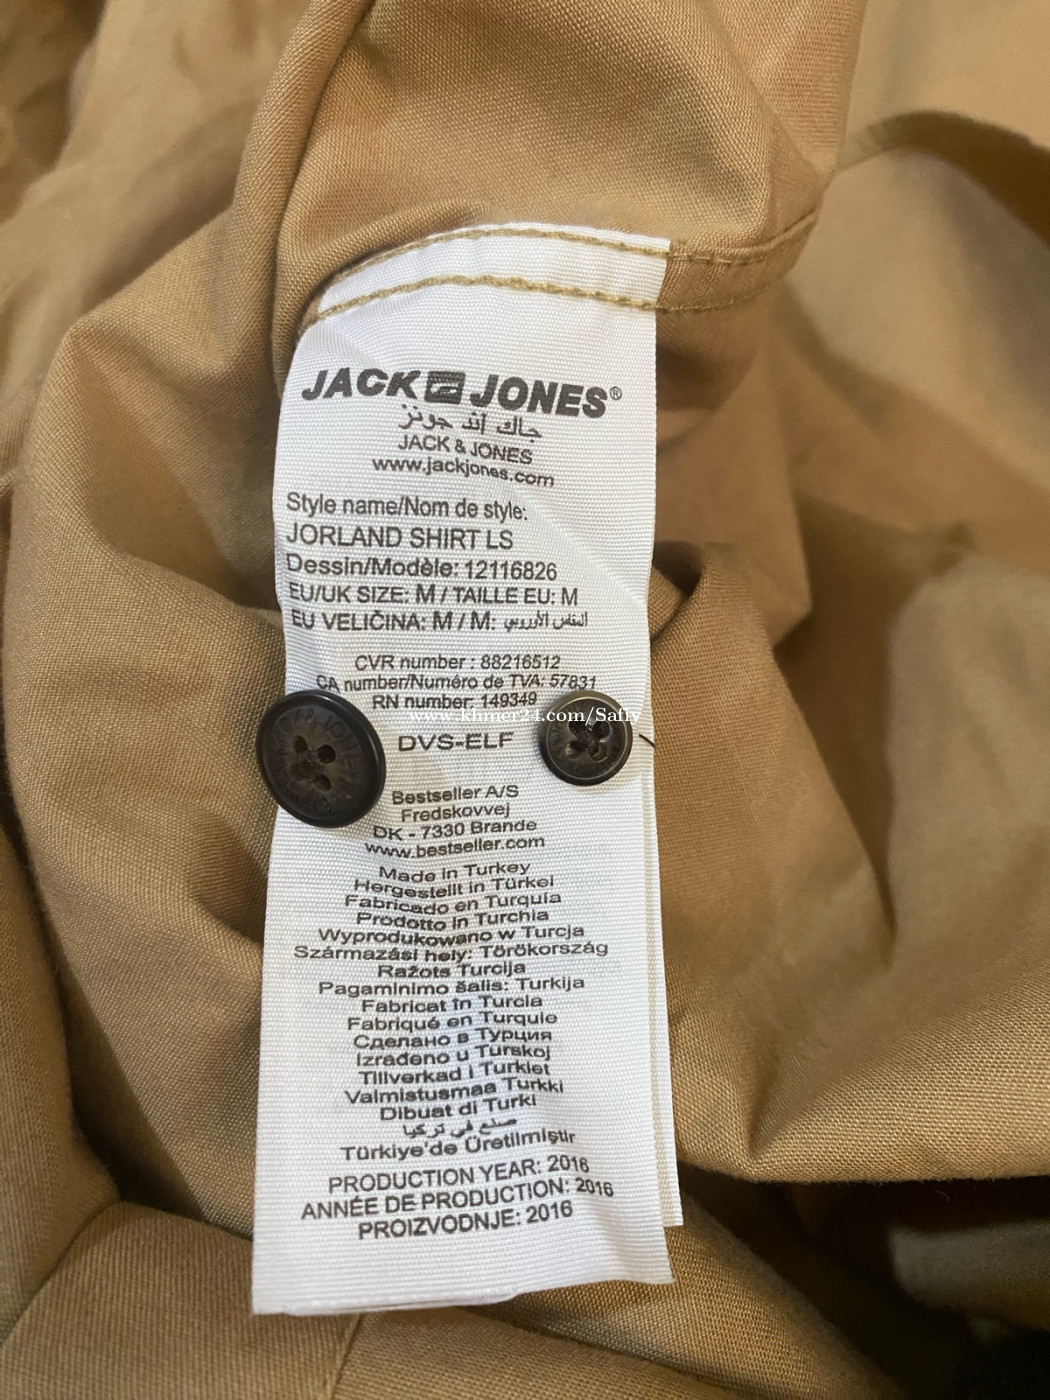 JACK & JONES®
جاك أند جونز
JACK & JONES
www.jackjones.com
Style name/Nom de style:
JORLAND SHIRT LS
Dessin/Modèle: 12116826
EU/UK SIZE: M / TAILLE EU: M
EU VELIČINA: M / M: المقاس الأوروبي
CVR number : 88216512
CA number/Numéro de TVA: 57831
RN number: 149349
www.khmer24.com/Saffy
DVS-ELF
Bestseller A/S
Fredskovvej
DK - 7330 Brande
www.bestseller.com
Made in Turkey
Hergestellt in Türkei
Fabricado en Turquia
Prodotto in Turchia
Wyprodukowano w Turcja
Származási hely: Törökország
Ražots Turcija
Pagaminimo šalis: Turkija
Fabricat în Turcia
Fabriqué en Turquie
Сделано в Турция
Izrađeno u Turskoj
Tillverkad i Turkiet
Valmistusmaa Turkki
Dibuat di Turki
صنع في تركيا
Türkiye'de Üretilmiştir
PRODUCTION YEAR: 2016
ANNÉE DE PRODUCTION: 2016
PROIZVODNJE: 2016